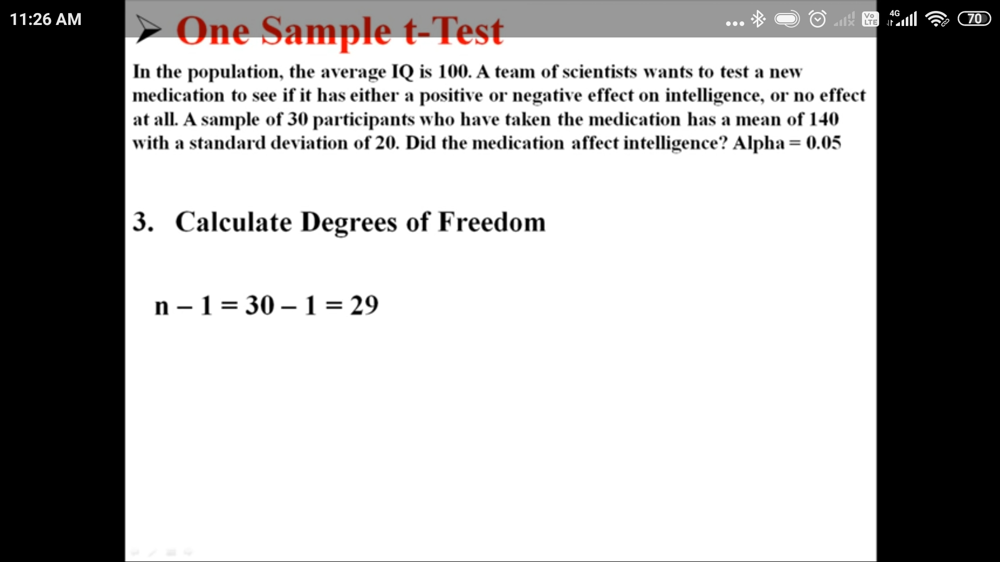 11:26 AM
➢ One Sample t-Test
Vo LTE 4G 70
In the population, the average IQ is 100. A team of scientists wants to test a new
medication to see if it has either a positive or negative effect on intelligence, or no effect
at all. A sample of 30 participants who have taken the medication has a mean of 140
with a standard deviation of 20. Did the medication affect intelligence? Alpha = 0.05
3. Calculate Degrees of Freedom
n – 1 = 30 – 1 = 29